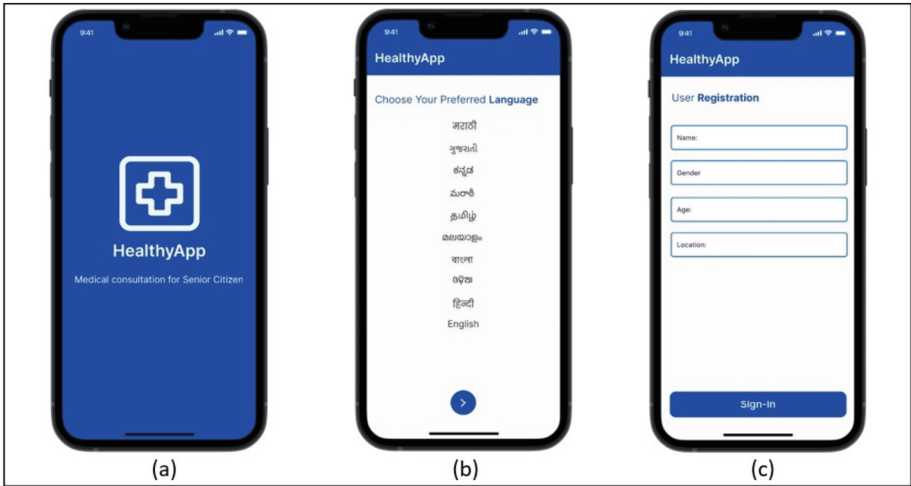 9:41
HealthyApp
Medical consultation for Senior Citizen
(a)
9:41
HealthyApp
Choose Your Preferred Language
मराठी
ગુજરાતી
ಕನ್ನಡ
మరాఠీ
தமிழ்
മലയാളം
বাংলা
ଓଡ଼ିଆ
हिन्दी
English
(b)
9:41
HealthyApp
User Registration
Name:
Gender
Age:
Location:
Sign-In
(c)